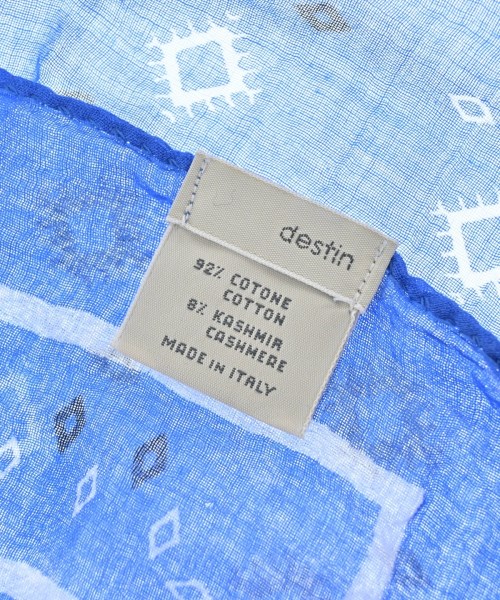 destin
92% COTONE
COTTON
8% KASHMIR
CASHMERE
MADE IN ITALY